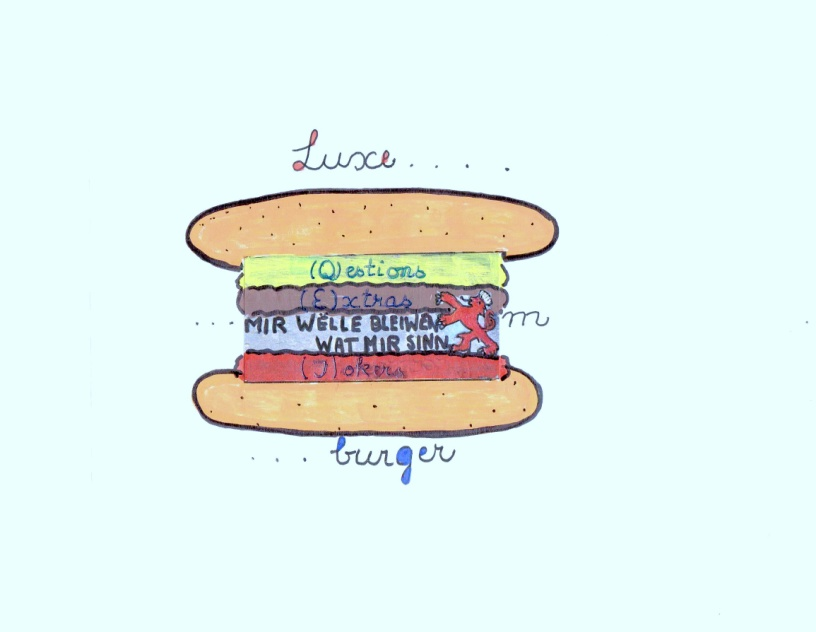 Luxe.....
(Q)estions
(E)xtras
...MIR WËLLE BLEIWEN m
WAT MIR SINN
(J)okers
... burger